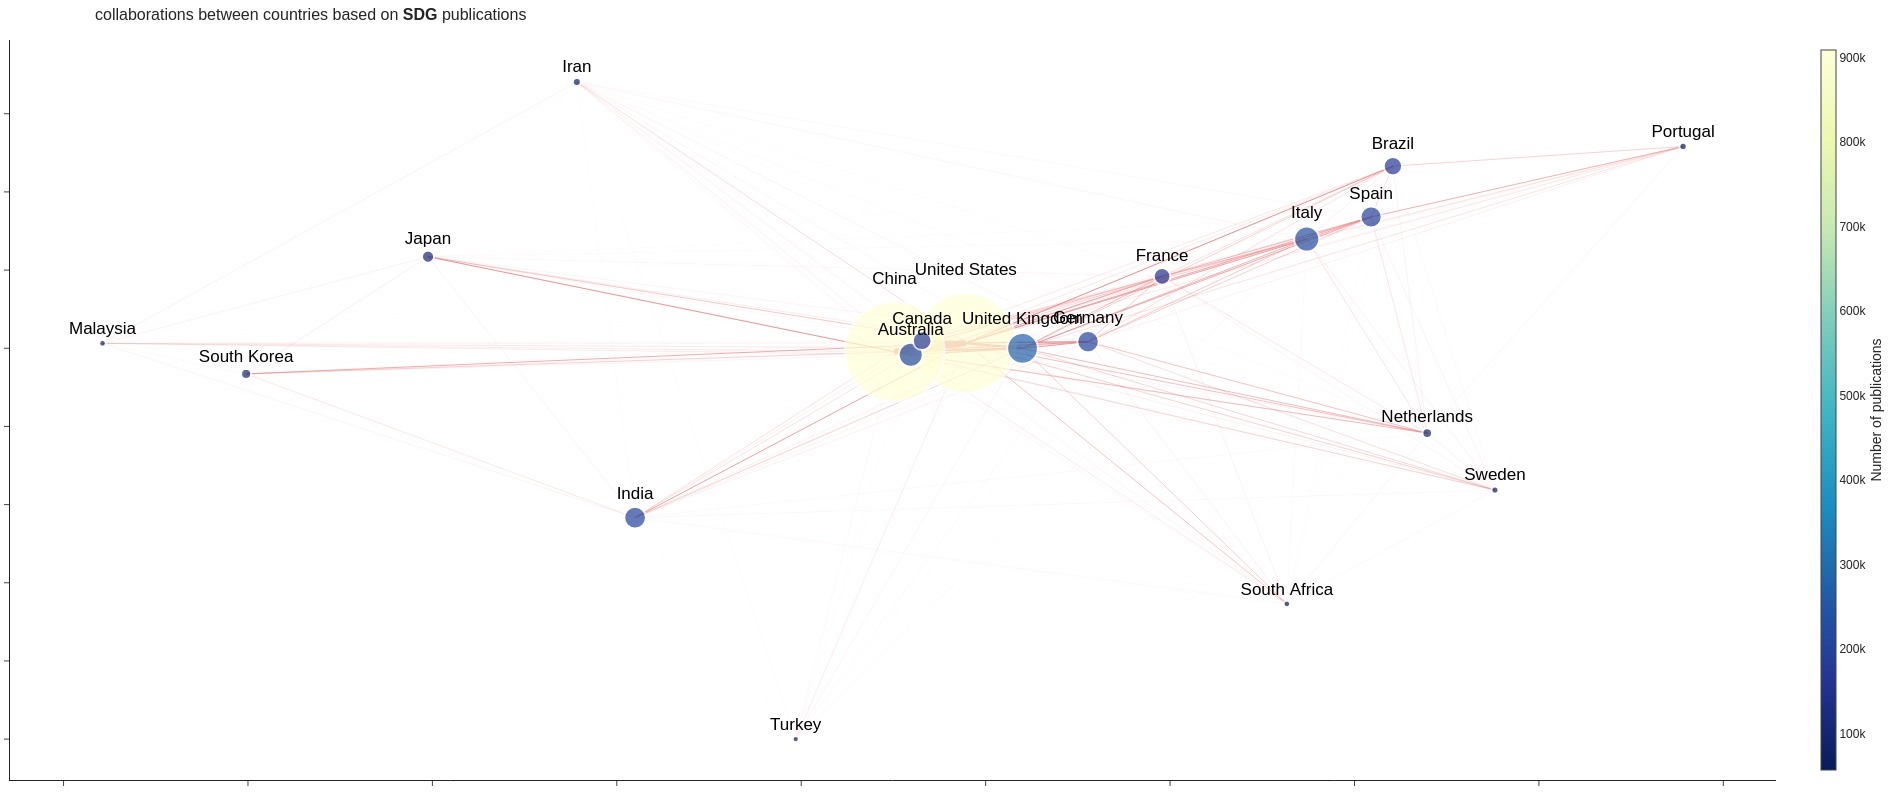 collaborations between countries based on SDG publications
Iran
Portugal
Brazil
Spain
Italy
Japan
France
China
United States
Malaysia
Canada
United Kingdom
Germany
Australia
South Korea
Netherlands
Sweden
India
South Africa
Turkey
900k
800k
700k
600k
500k
400k
300k
200k
100k
Number of publications